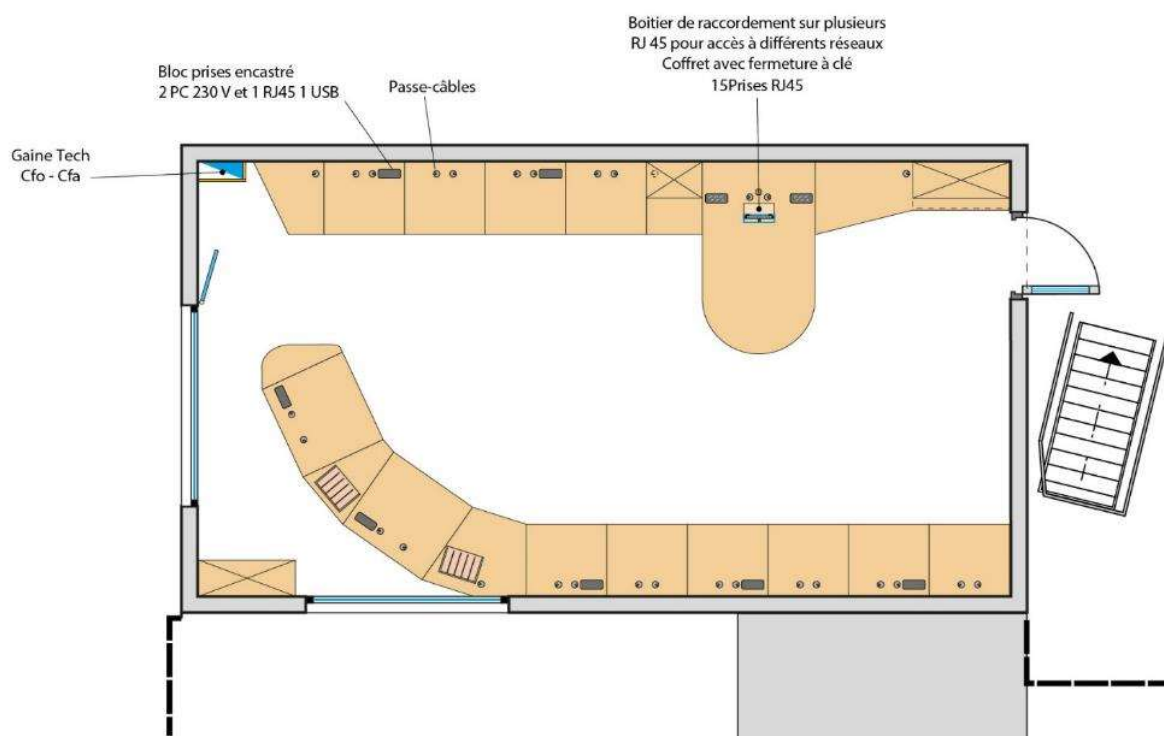 Boitier de raccordement sur plusieurs
RJ 45 pour accès à différents réseaux
Coffret avec fermeture à clé
15Prises RJ45
Bloc prises encastré
2 PC 230 V et 1 RJ45 1 USB
Passe-câbles
Gaine Tech
Cfo - Cfa